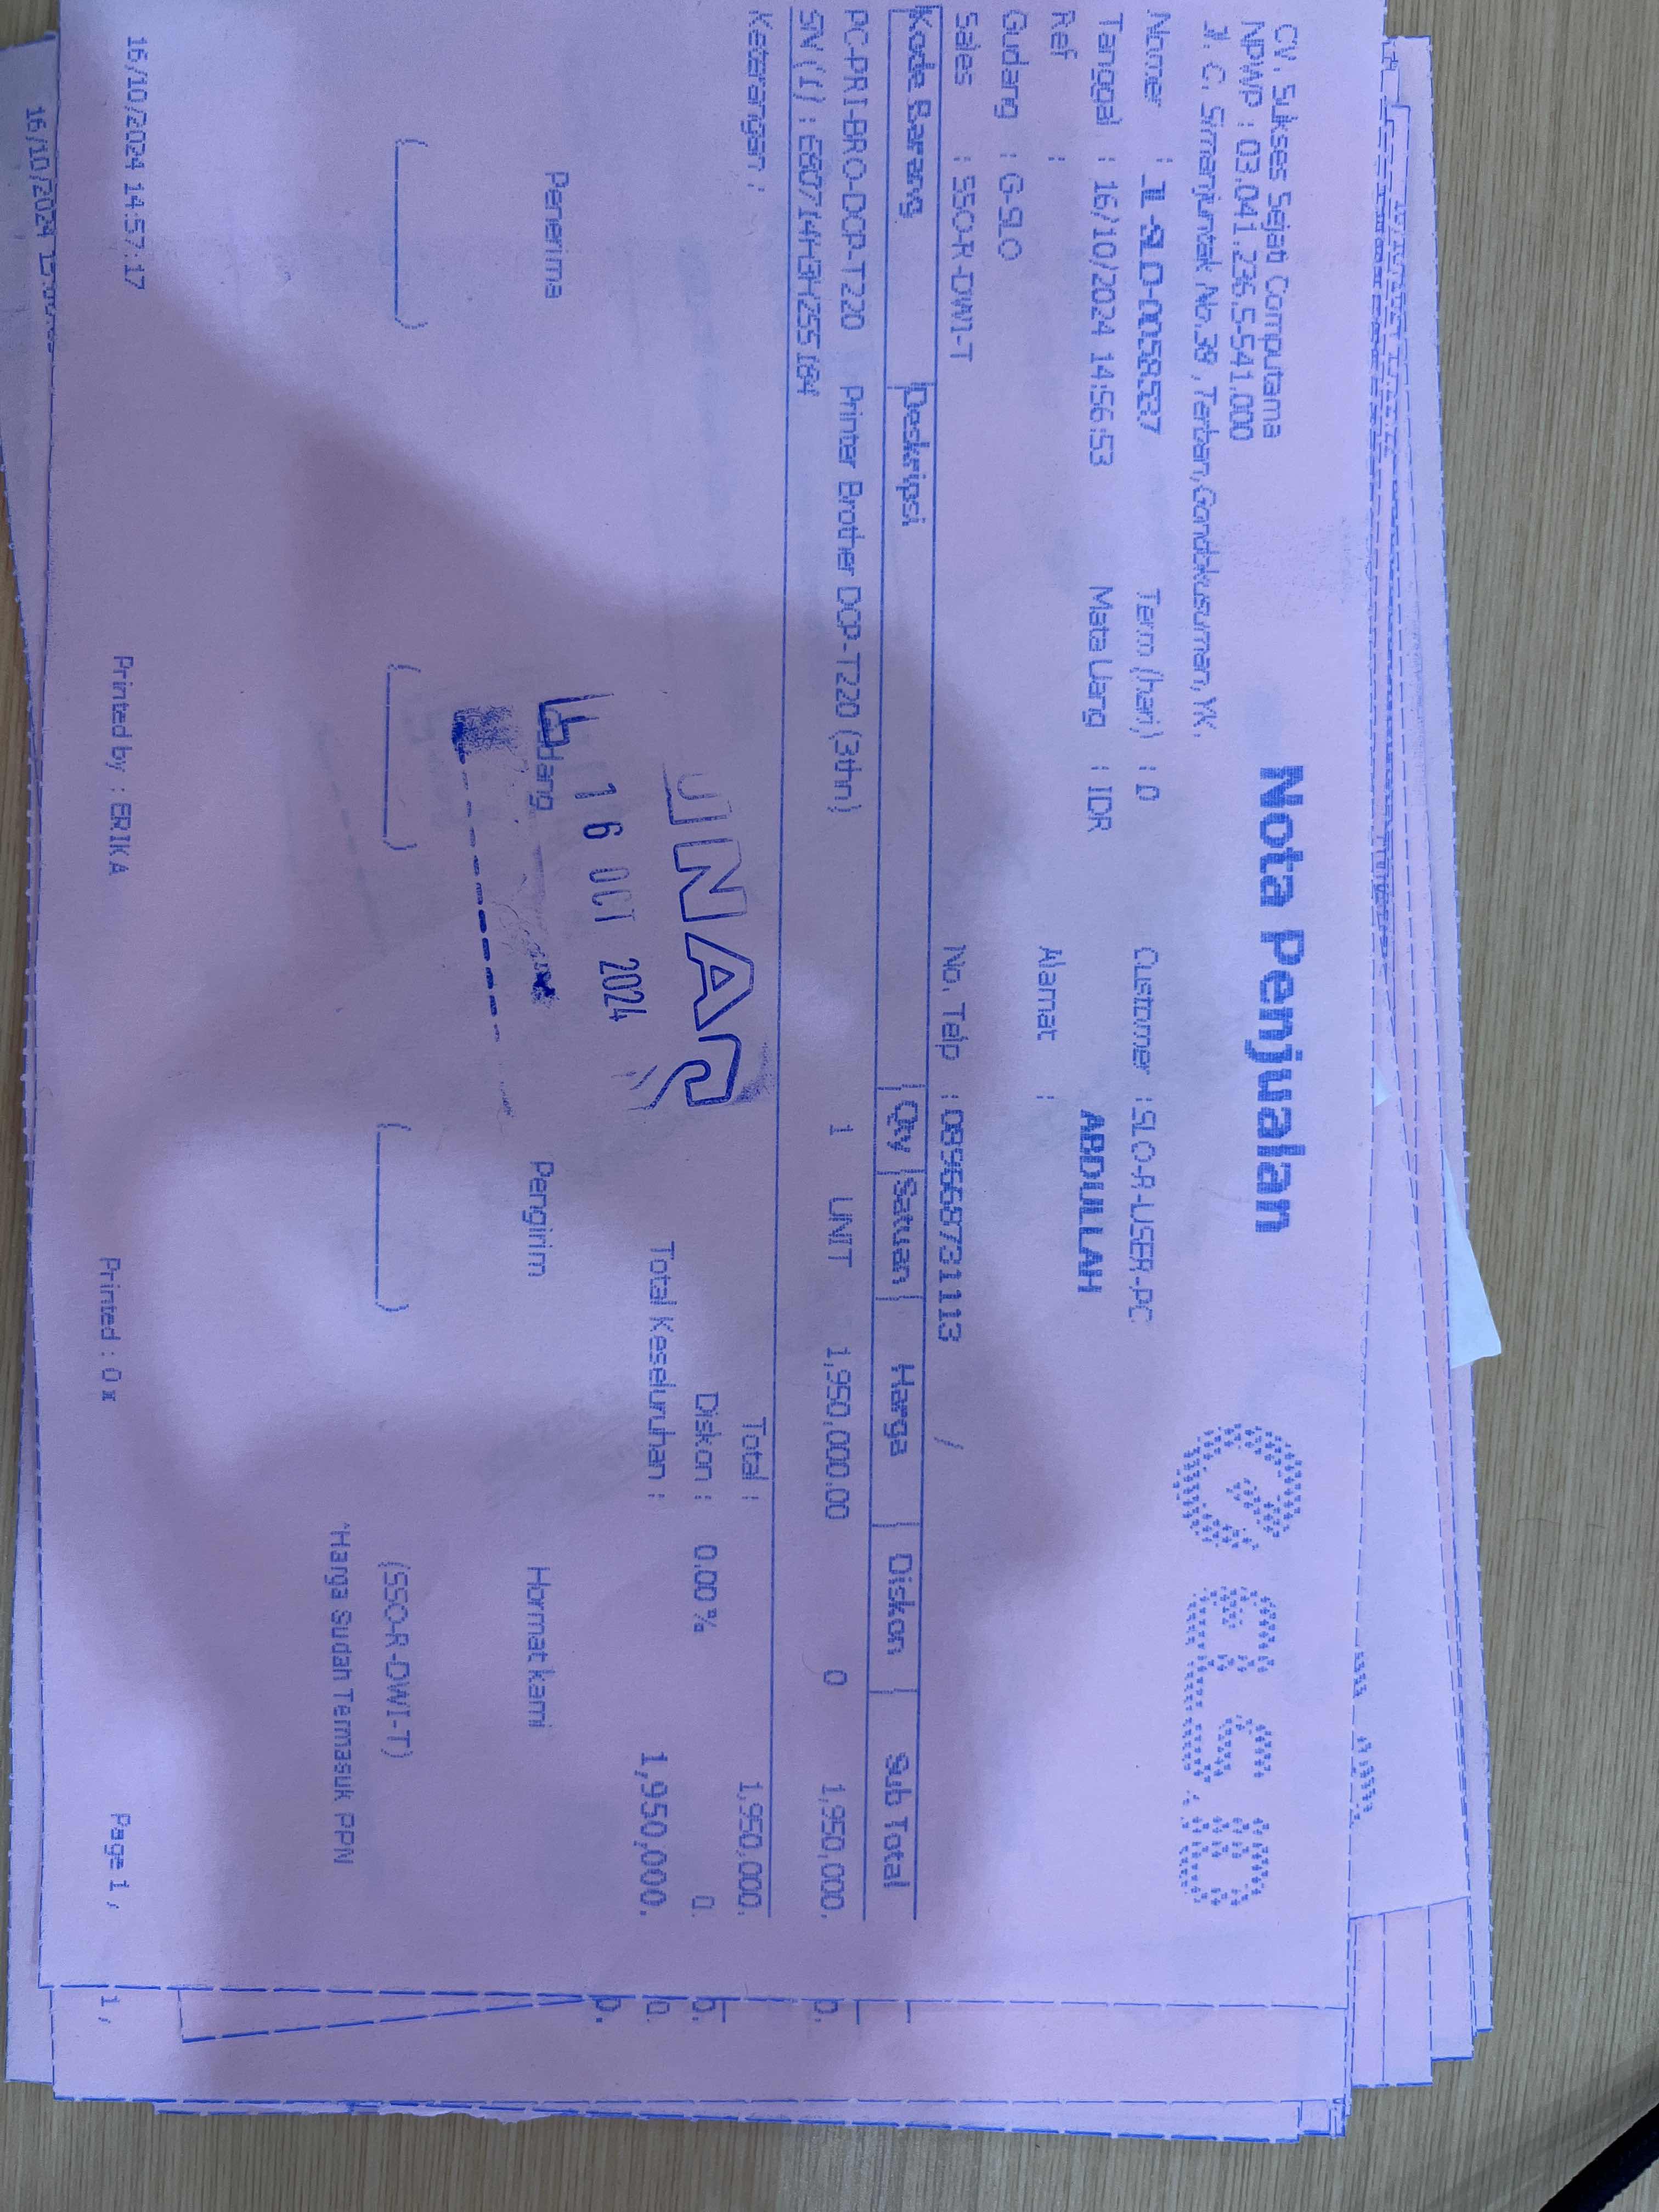 Nota Penjualan
CV. Sukses Sejati Computama
NPWP : 03.041.236.5-541.000
Jl. C. Simanjuntak No.39 ,Terban,Gondokusuman,YK.
Nomer : JL-SLO-0058537
Term (hari) : 0
Customer : SLO-R-USER-PC
Tanggal : 16/10/2024 14:56:53
Mata Uang : IDR
ABDULLAH
Ref :
Alamat :
Gudang : G-SLO
Sales : SSO-R-DWI-T
No. Telp : 089668731113 /
Kode Barang Deskripsi Qty Satuan Harga Diskon Sub Total
PC-PRI-BRO-DCP-T220 Printer Brother DCP-T220 (3thn) 1 UNIT 1,950,000.00 0 1,950,000.
SN (1) : E80714H3H255184
Keterangan :
Total : 1,950,000.
Diskon : 0.00 % 0.
Total Keseluruhan : 1,950,000.
16 OCT 2024
Penerima Gudang Pengirim Hormat kami
(SSO-R-DWI-T)
*Harga Sudah Termasuk PPN
16/10/2024 14:57:17 Printed by : ERIKA Printed : 0 x Page 1 ,
16/10/2024